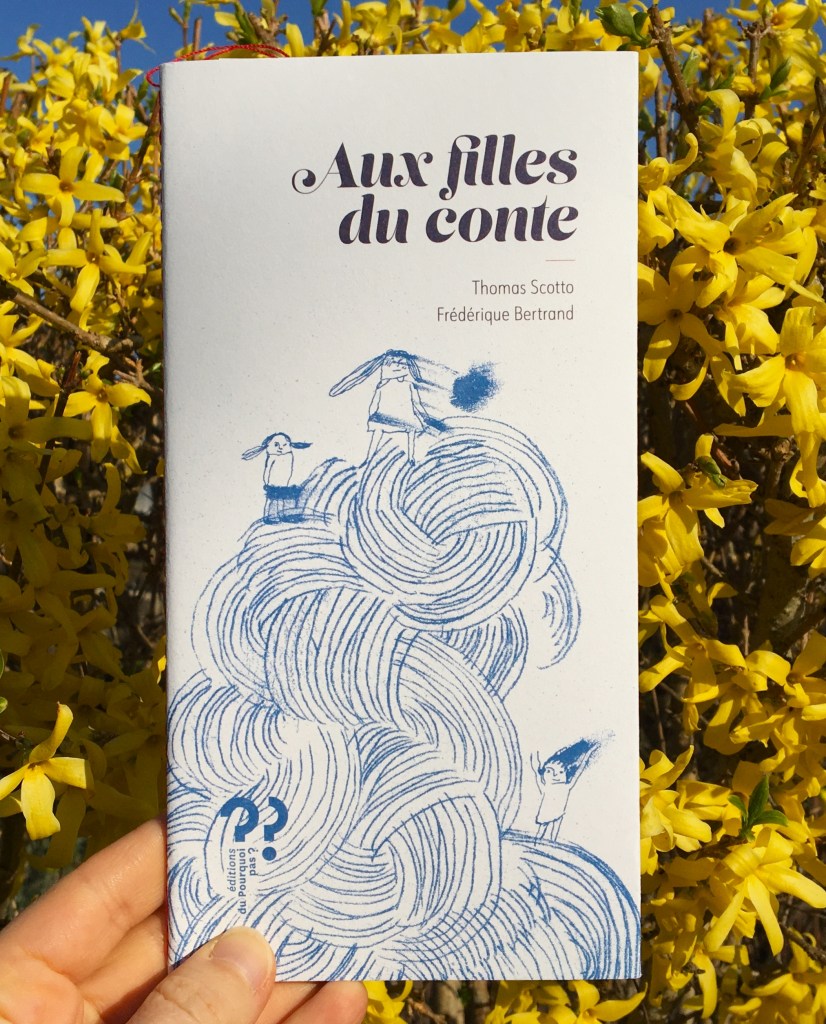 Aux filles
du conte
Thomas Scotto
Frédérique Bertrand
??
éditions
du Pourquoi
pas ?